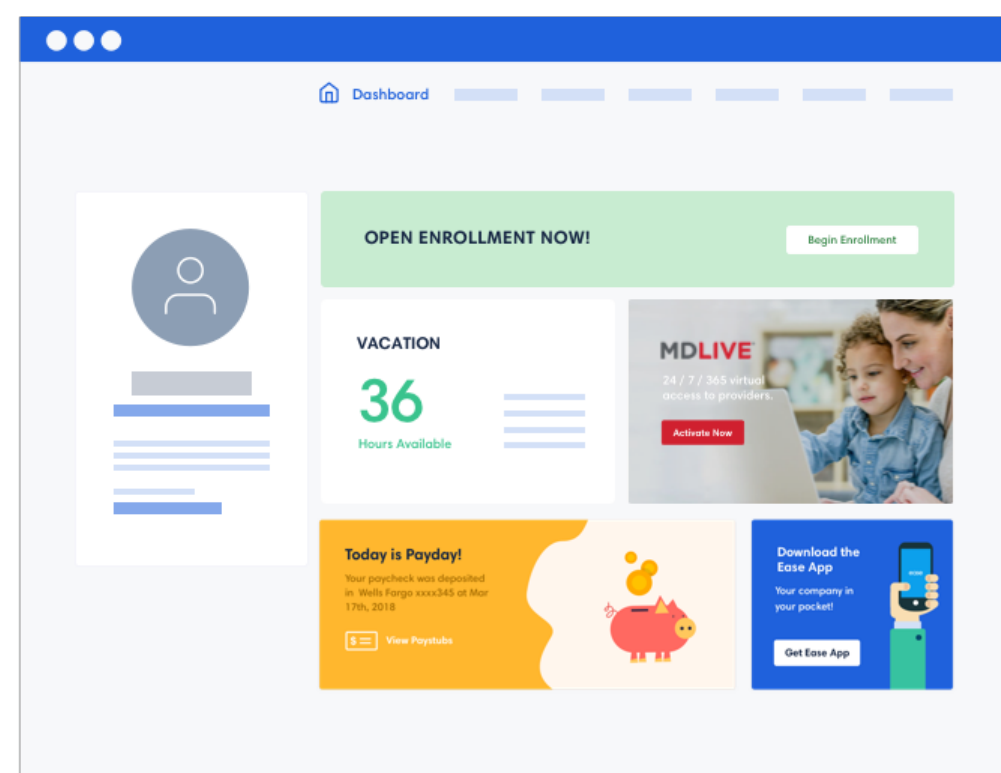 Dashboard
OPEN ENROLLMENT NOW!
Begin Enrollment
VACATION
36
Hours Available
MDLIVE
24 / 7 / 365 virtual
access to providers.
Activate Now
Today is Payday!
Your paycheck was deposited
in Wells Fargo xxxx345 at Mar
17th, 2018
$
View Paystubs
Download the
Ease App
Your company in
your pocket!
Get Ease App